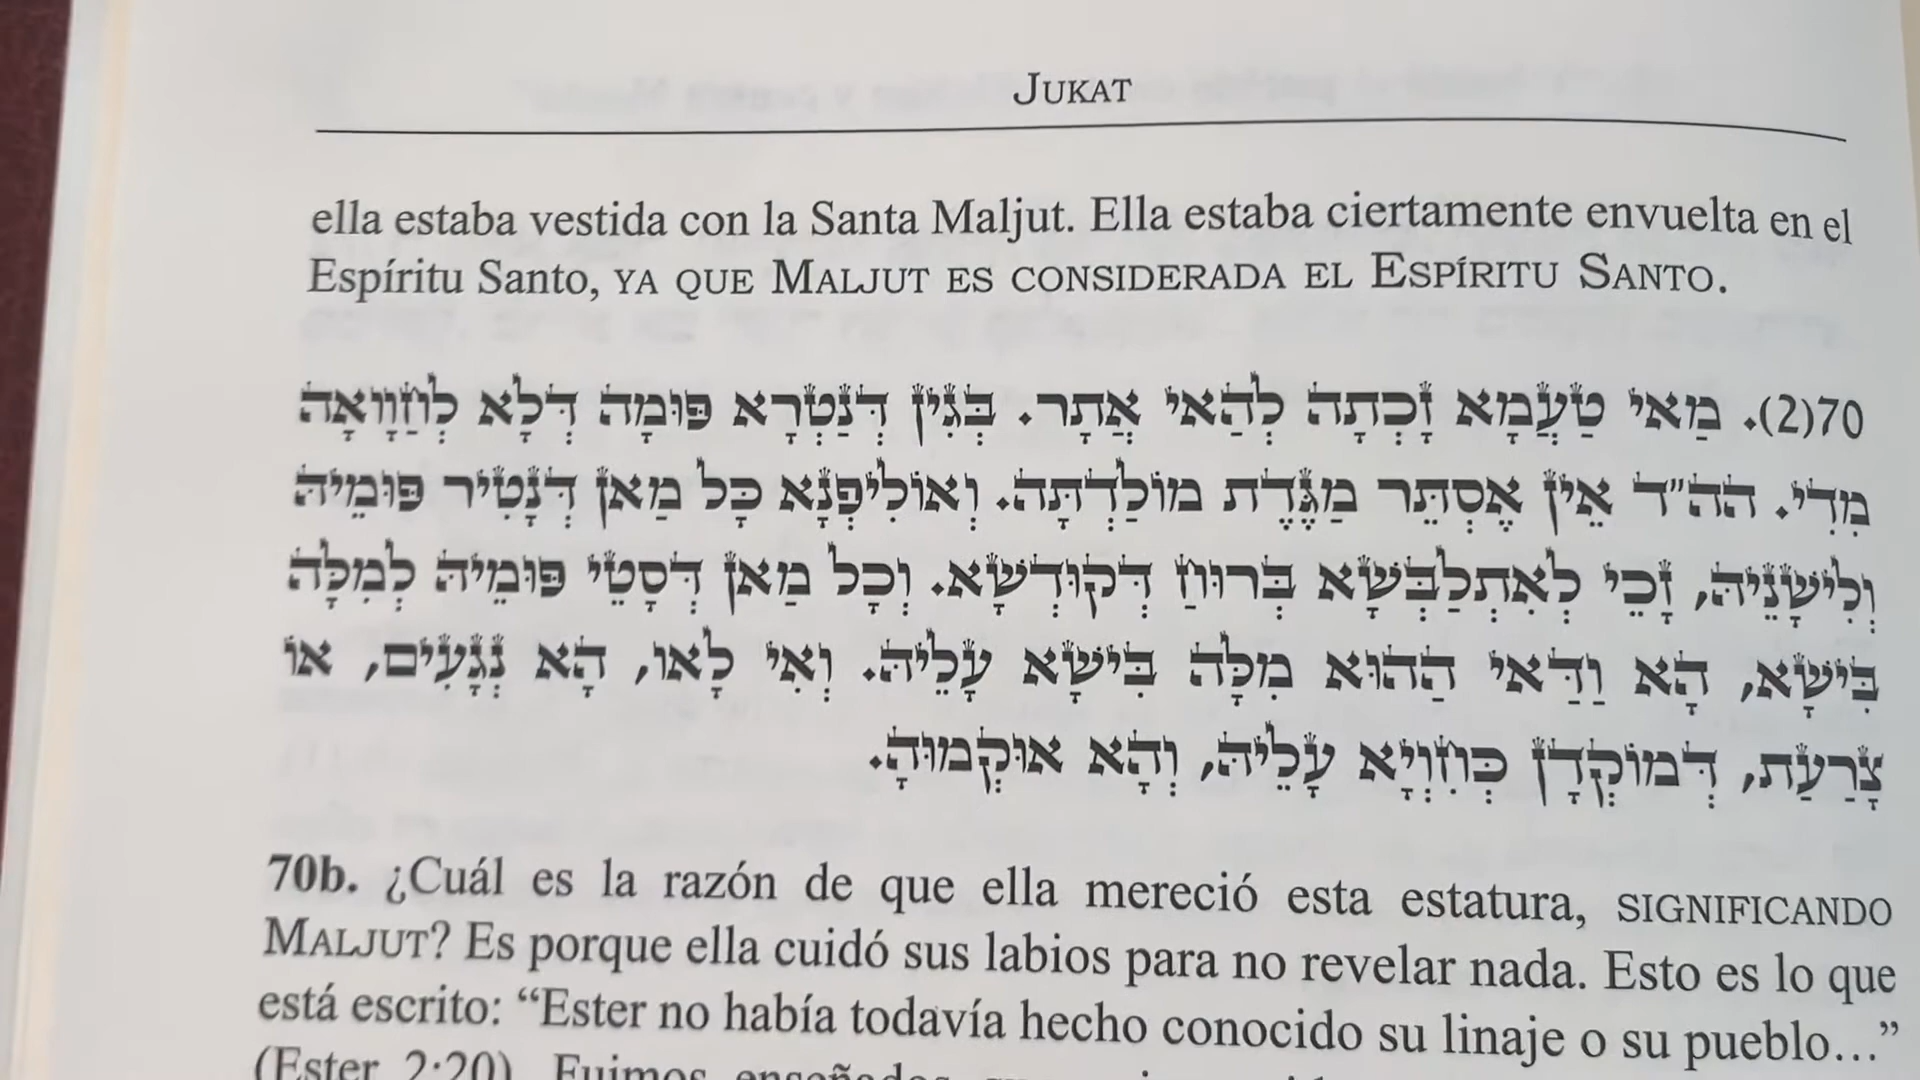 JUKAT
ella estaba vestida con la Santa Maljut. Ella estaba ciertamente envuelta en el
Espíritu Santo, YA QUE MALJUT ES CONSIDERADA EL ESPÍRITU SANTO.
70(2). מַאי טַעֲמָא זָכְתָה לְהַאי אֲתָר. בְּגִין דְּנַטְרָא פּוּמָהּ דְּלָא לְחַוָּואָה
מִדִי. הה״ד אֵין אֶסְתֵּר מַגֶּדֶת מוֹלַדְתָּהּ. וְאוֹלִיפְנָא כָּל מַאן דְּנָטִיר פּוּמֵיהּ
וְלִישָׁנֵיהּ, זָכֵי לְאִתְלַבְּשָׁא בְּרוּחַ דְּקוּדְשָׁא. וְכָל מַאן דְּסָטֵי פּוּמֵיהּ לְמִלָּה
בִּישָׁא, הָא וַדַּאי הַהוּא מִלָּה בִּישָׁא עָלֵיהּ. וְאִי לָאו, הָא נְגָעִים, אוֹ
צָרַעַת, דְּמוֹקְדָן כְּחִוְיָא עָלֵיהּ, וְהָא אוּקְמוּהָ.
70b. ¿Cuál es la razón de que ella mereció esta estatura, SIGNIFICANDO
MALJUT? Es porque ella cuidó sus labios para no revelar nada. Esto es lo que
está escrito: “Ester no había todavía hecho conocido su linaje o su pueblo...”
(Ester 2:20). Fuimos